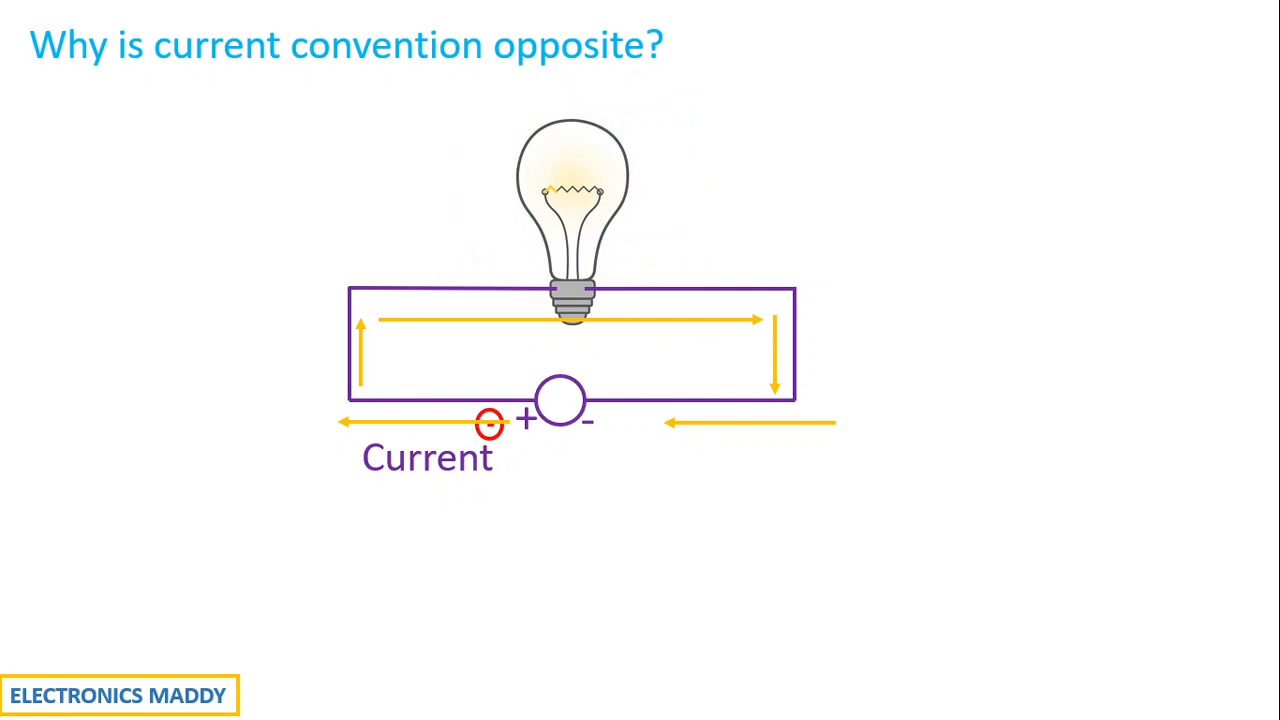 Why is current convention opposite?
- + -
Current
ELECTRONICS MADDY